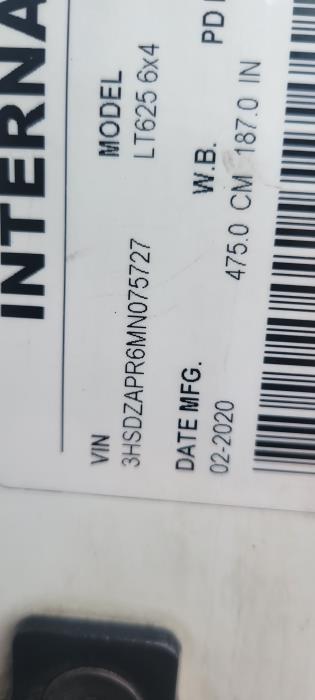 INTERNA
VIN MODEL
3HSDZAPR6MN075727 LT625 6x4
DATE MFG. W.B. PD
02-2020 475.0 CM 187.0 IN